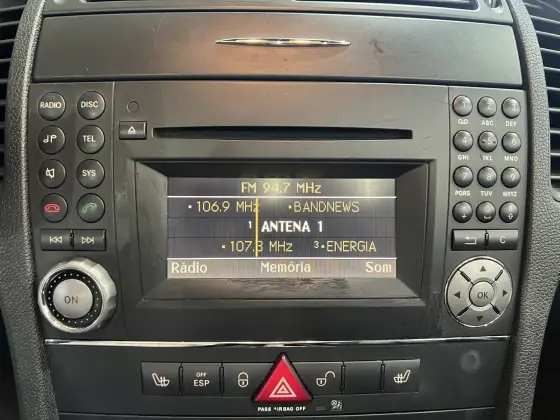 RADIO DISC
TEL
SYS
FM 94.7 MHz
•106.9 MHz •BANDNEWS
1 ANTENA 1
•107.3 MHz 3•ENERGIA
Rádio Memória Som
ON
ABC DEF
GHI JKL MNO
PQRS TUV WXYZ
C
OK
OFF
ESP
PASS AIRBAG OFF